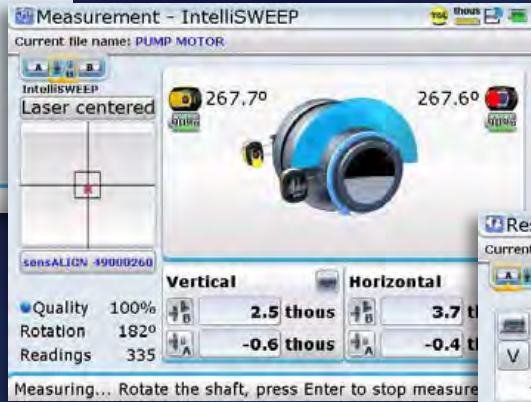 Measurement - IntelliSWEEP
thous
Current file name: PUMP MOTOR
A B B
IntelliSWEEP
Laser centered
267.7º
267.6º
sensALIGN 49000260
Vertical
Horizontal
Quality 100%
B 2.5 thous
B 3.7 t
Rotation 182º
Readings 335
A -0.6 thous
A -0.4 t
Measuring... Rotate the shaft, press Enter to stop measure
Res
Current
A
V